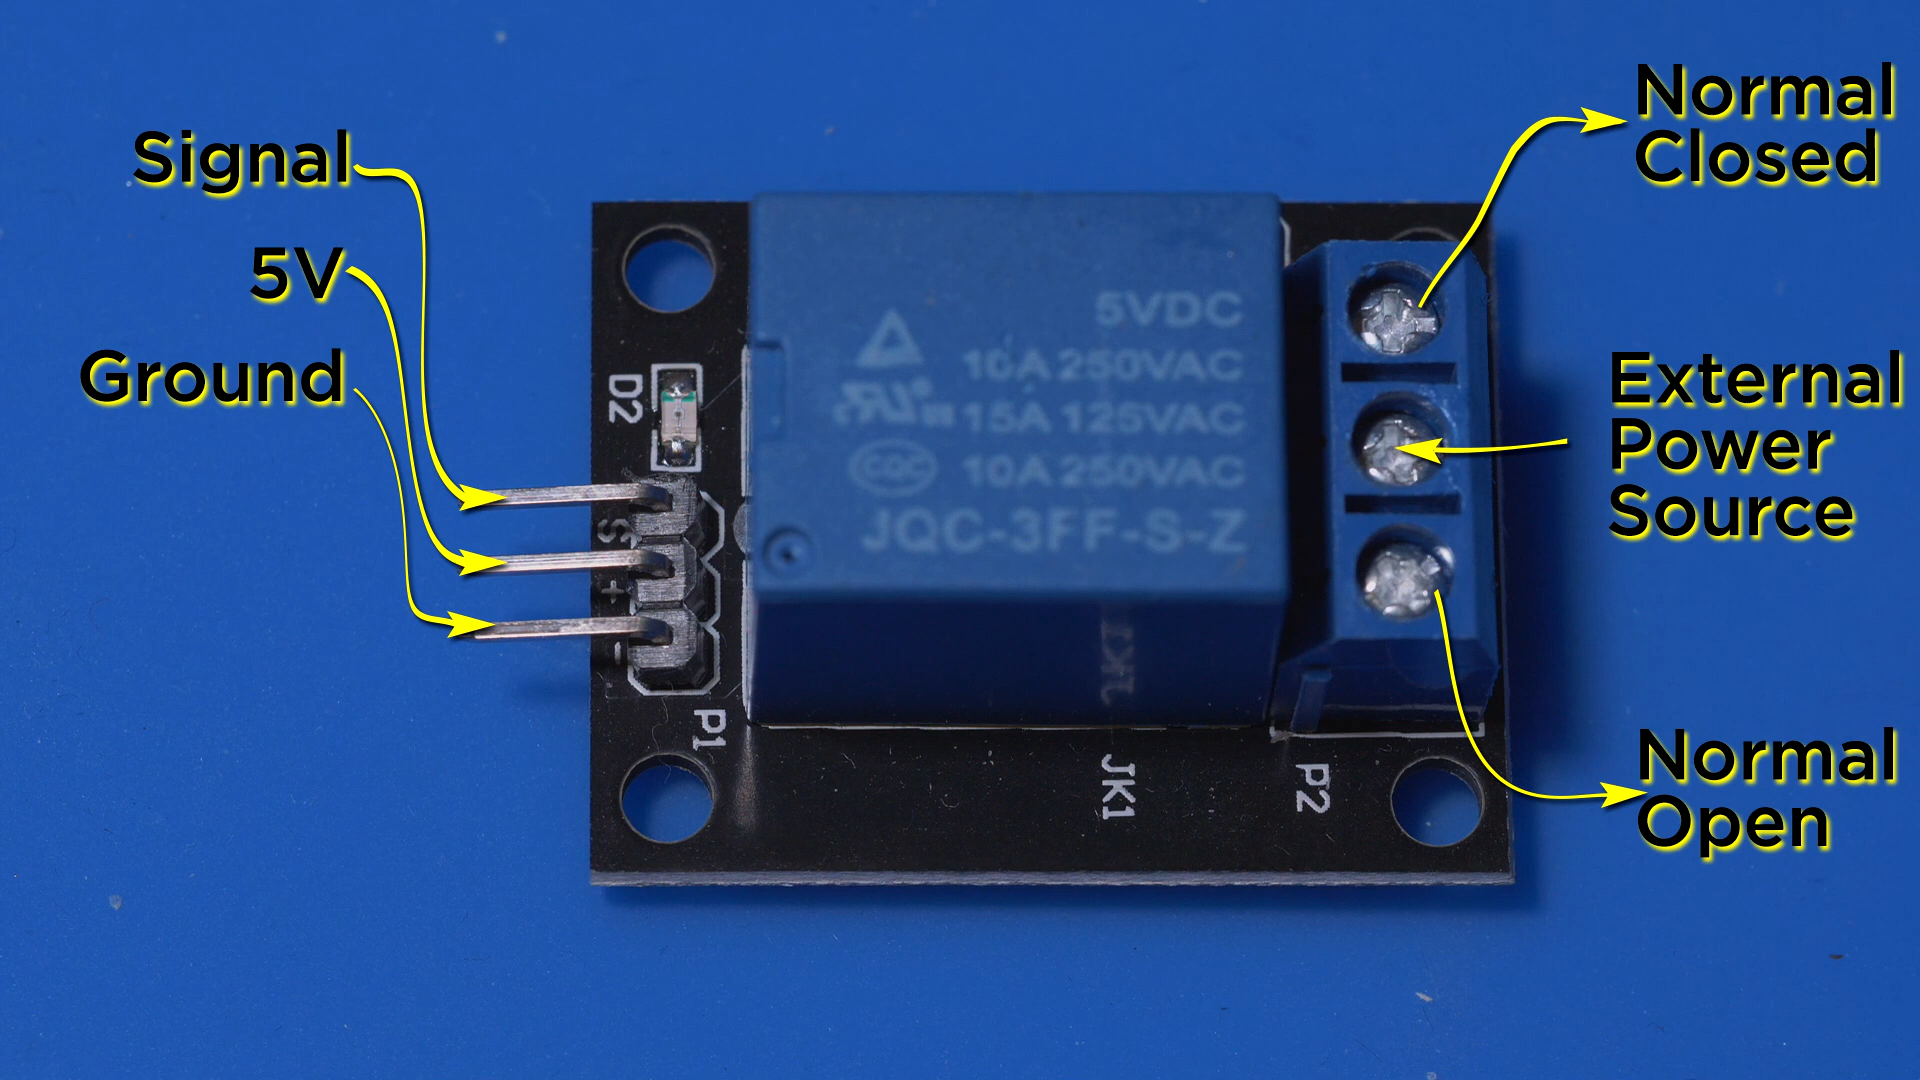 Signal
5V
Ground
Normal
Closed
External
Power
Source
Normal
Open
5VDC
10A 250VAC
15A 125VAC
10A 250VAC
JQC-3FF-S-Z
CQC
D2
S
+
-
P1
JK1
P2